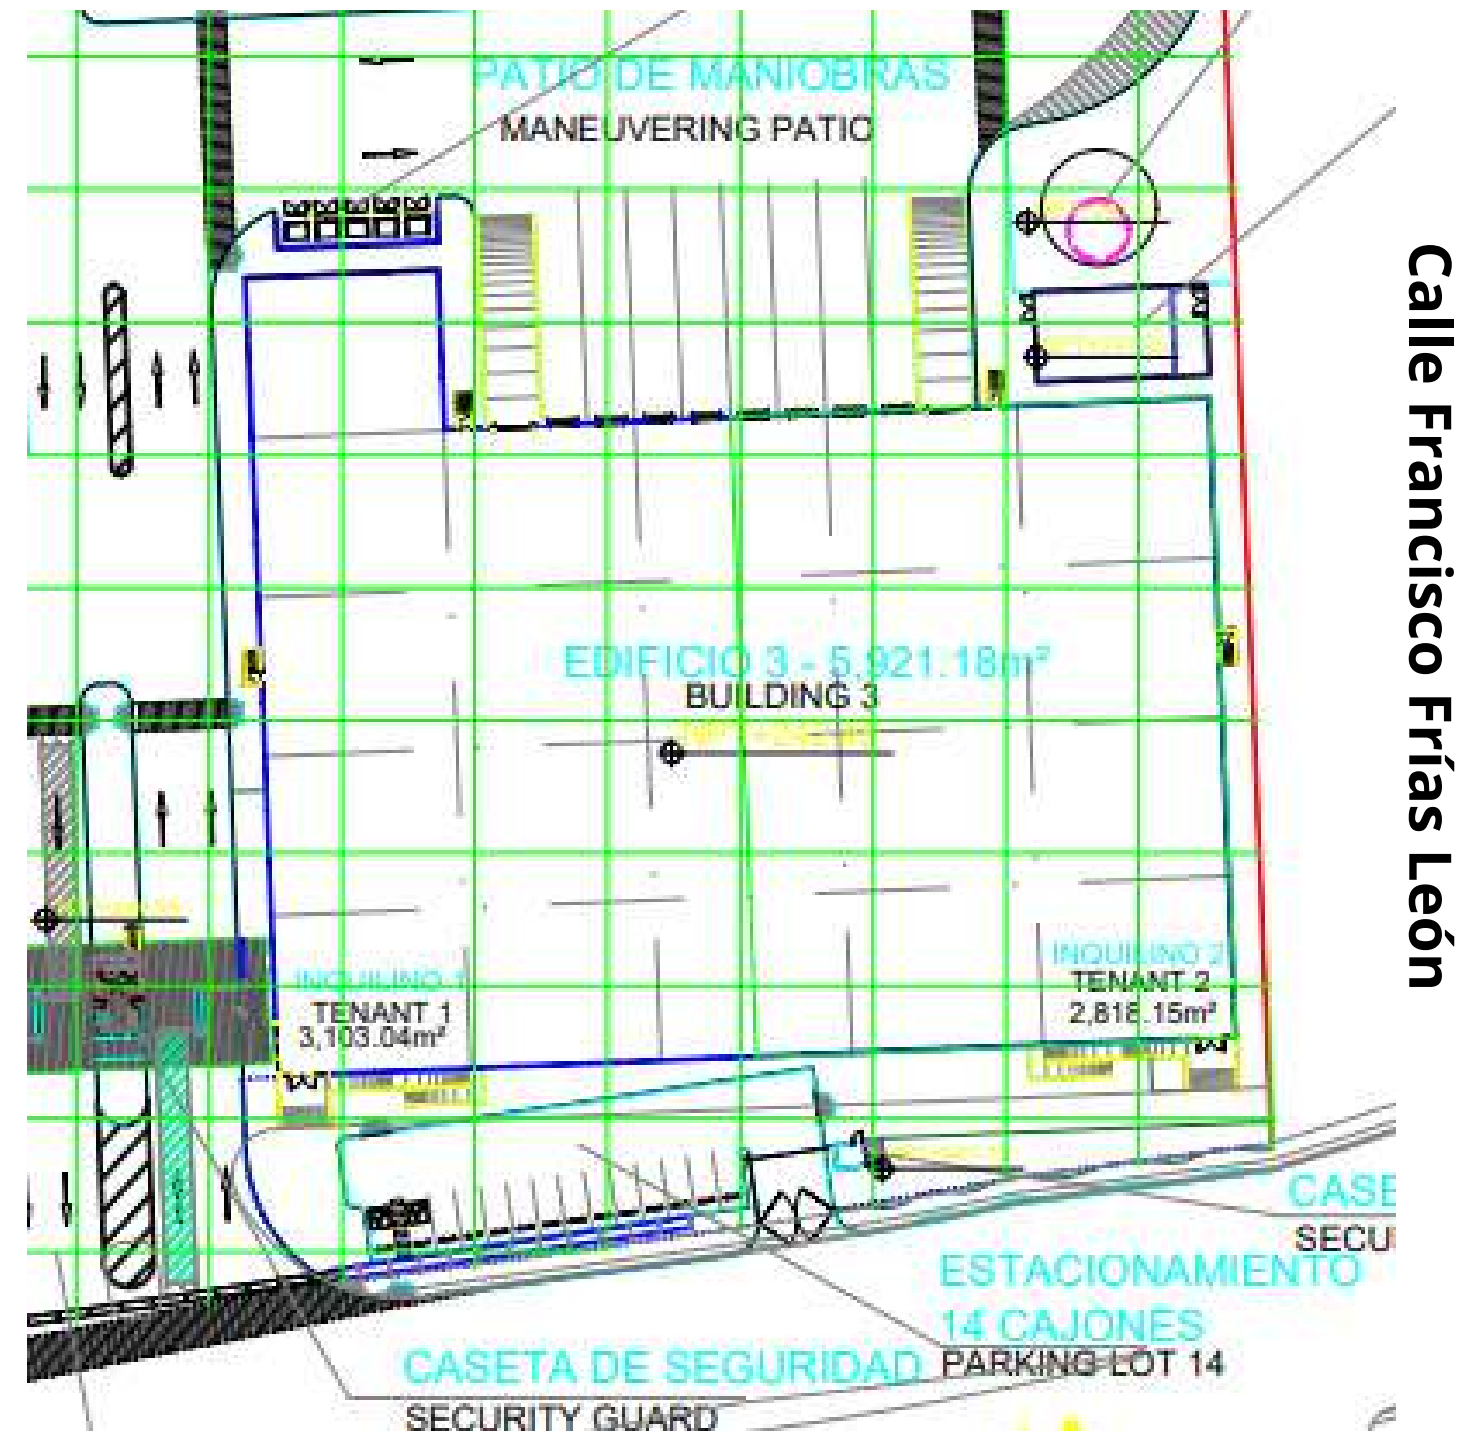 PATIO DE MANIOBRAS
MANEUVERING PATIO
EDIFICIO 3 - 5,921.18m²
BUILDING 3
INQUILINO 1
TENANT 1
3,103.04m²
INQUILINO 2
TENANT 2
2,818.15m²
CASE
SECU
ESTACIONAMIENTO
14 CAJONES
PARKING LOT 14
CASETA DE SEGURIDAD
SECURITY GUARD
Calle Francisco Frías León